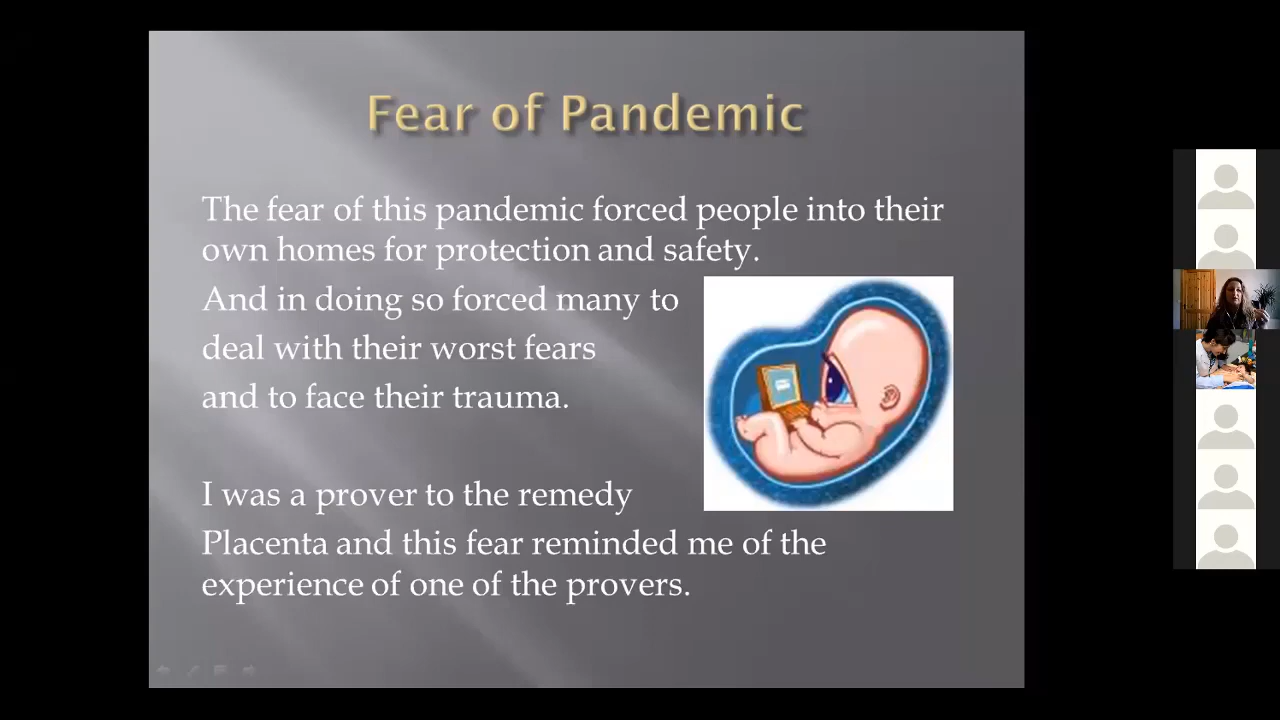 Fear of Pandemic
The fear of this pandemic forced people into their
own homes for protection and safety.
And in doing so forced many to
deal with their worst fears
and to face their trauma.
I was a prover to the remedy
Placenta and this fear reminded me of the
experience of one of the provers.